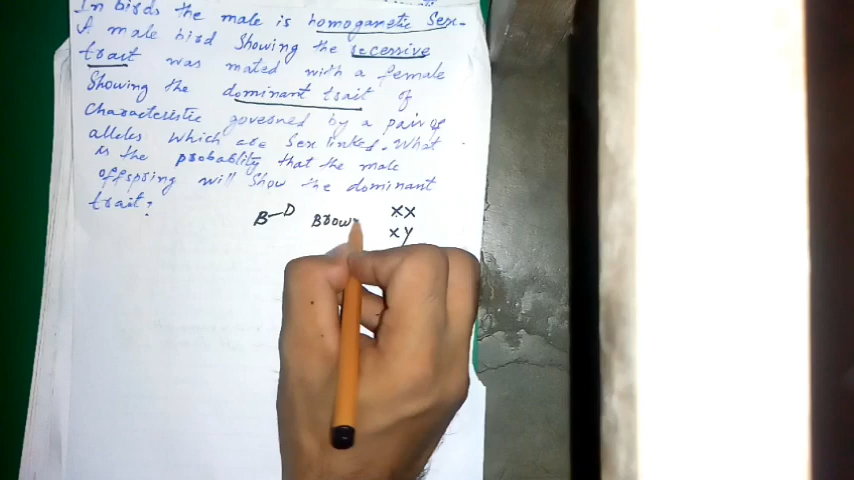 In birds the male is homogametic sex.
A male bird showing the recessive
trait was mated with a female
showing the dominant trait of
characteristic governed by a pair of
alleles which are sex linked. What
is the probablity that the male
offspring will show the dominant
trait?
B-D Brow XX
XY